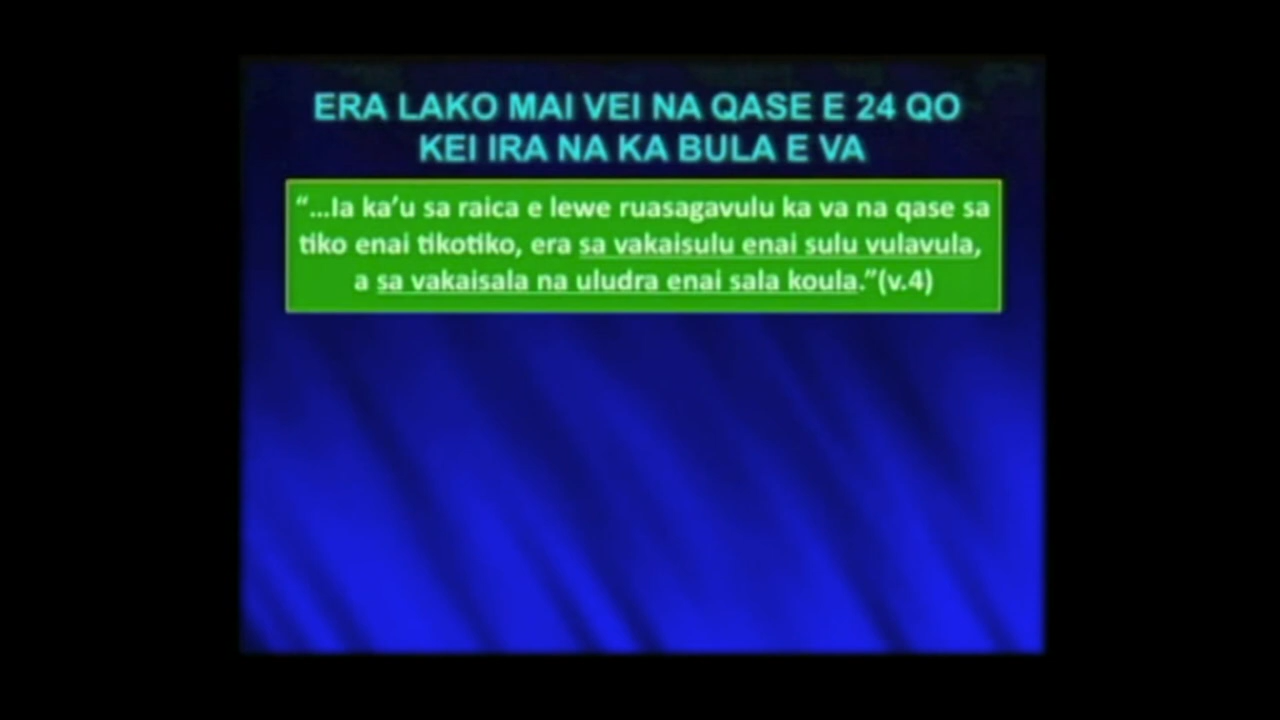 ERA LAKO MAI VEI NA QASE E 24 QO
KEI IRA NA KA BULA E VA
“...Ia ka’u sa raica e lewe ruasagavulu ka va na qase sa
tiko enai tikotiko, era sa vakaisulu enai sulu vulavula,
a sa vakaisala na uludra enai sala koula.”(v.4)